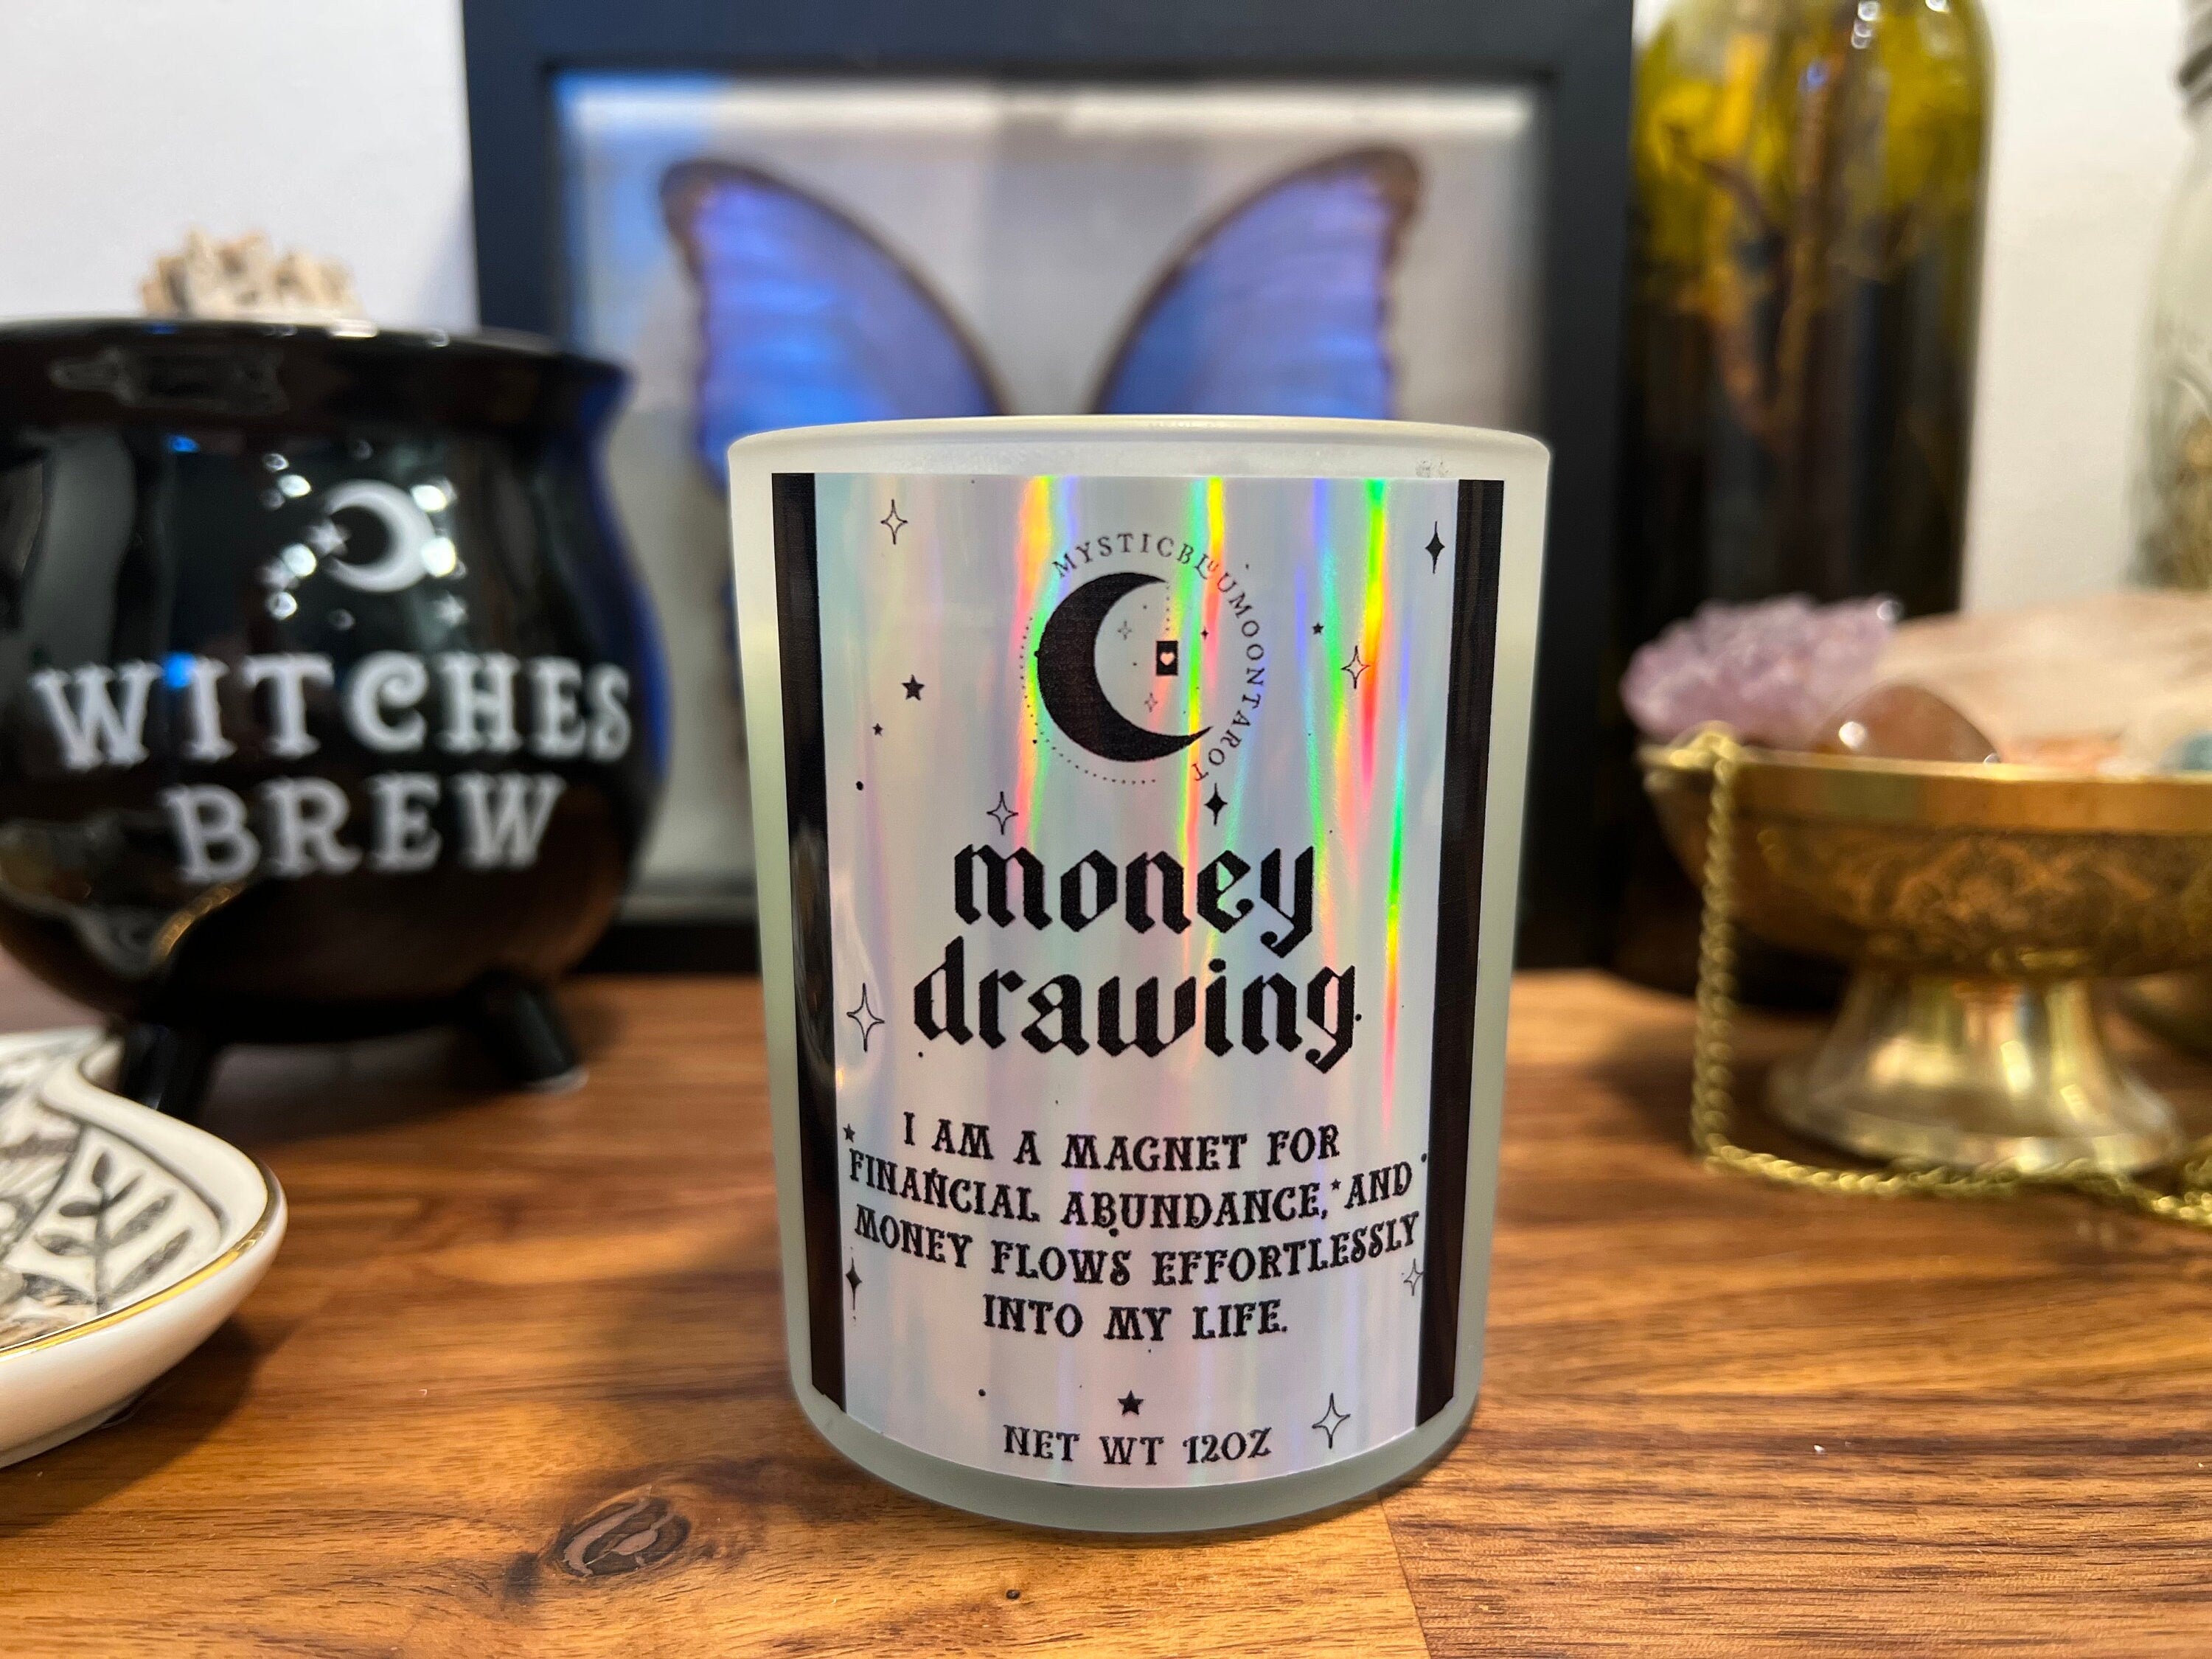 WITCHES
BREW
MYSTICBLUUMOONTAROT
money
drawing
I AM A MAGNET FOR
FINANCIAL ABUNDANCE, AND
MONEY FLOWS EFFORTLESSLY
INTO MY LIFE.
NET WT 12OZ